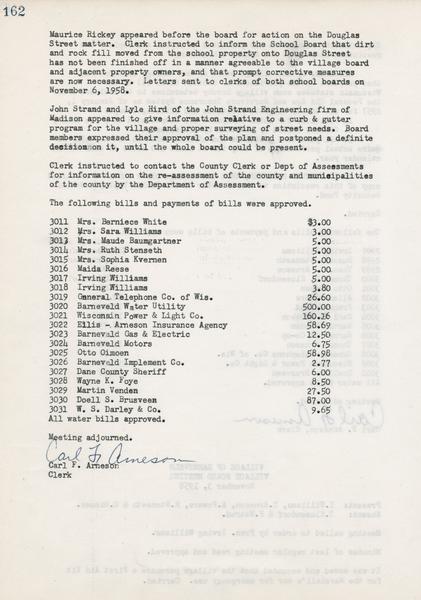 162
Maurice Rickey appeared before the board for action on the Douglas
Street matter. Clerk instructed to inform the School Board that dirt
and rock fill moved from the school property onto Douglas Street
has not been finished off in a manner agreeable to the village board
and adjacent property owners, and that prompt corrective measures
are now necessary. Letters sent to clerks of both school boards on
November 6, 1958.
John Strand and Lyle Hird of the John Strand Engineering firm of
Madison appeared to give information relative to a curb & gutter
program for the village and proper surveying of street needs. Board
members expressed their approval of the plan and postponed a definite
decision on it, until the whole board could be present.
Clerk instructed to contact the County Clerk or Dept of Assessments
for information on the re-assessment of the county and municipalities
of the county by the Department of Assessment.
The following bills and payments of bills were approved.
3011 Mrs. Berniece White $3.00
3012 Mrs. Sara Williams 3.00
3013 Mrs. Maude Baumgartner 5.00
3014 Mrs. Ruth Stenseth 5.00
3015 Mrs. Sophia Kvernen 5.00
3016 Maida Reese 5.00
3017 Irving Williams 5.00
3018 Irving Williams 3.80
3019 General Telephone Co. of Wis. 26.60
3020 Barneveld Water Utility 500.00
3021 Wisconsin Power & Light Co. 160.16
3022 Ellis - Arneson Insurance Agency 58.69
3023 Barneveld Gas & Electric 12.50
3024 Barneveld Motors 6.75
3025 Otto Oimoen 58.98
3026 Barneveld Implement Co. 2.77
3027 Dane County Sheriff 6.00
3028 Wayne K. Foye 8.50
3029 Martin Venden 27.50
3030 Doell S. Brusveen 87.00
3031 W. S. Darley & Co. 9.65
All water bills approved.
Meeting adjourned.
Carl F. Arneson
Carl F. Arneson
Clerk